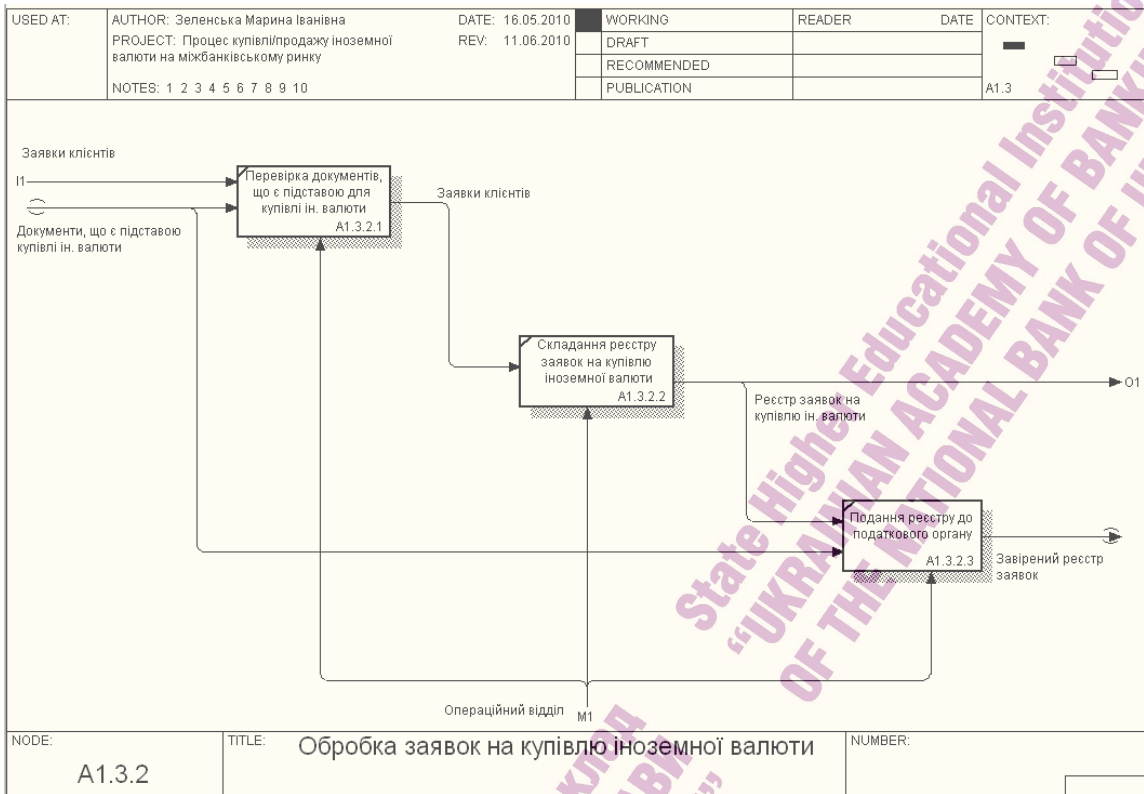 USED AT:
AUTHOR: Зеленська Марина Іванівна
DATE: 16.05.2010
PROJECT: Процес купівлі/продажу іноземної
валюти на міжбанківському ринку
REV: 11.06.2010
NOTES: 1 2 3 4 5 6 7 8 9 10
WORKING
DRAFT
RECOMMENDED
PUBLICATION
READER DATE
CONTEXT:
A1.3
Заявки клієнтів
I1
Документи, що є підставою
купівлі ін. валюти
Перевірка документів,
що є підставою для
купівлі ін. валюти
A1.3.2.1
Заявки клієнтів
Складання реєстру
заявок на купівлю
іноземної валюти
A1.3.2.2
O1
Реєстр заявок на
купівлю ін. валюти
Подання реєстру до
податкового органу
A1.3.2.3
Завірений реєстр
заявок
Операційний відділ
M1
NODE:
A1.3.2
TITLE:
Обробка заявок на купівлю іноземної валюти
NUMBER:
State Higher Educational Institution
“UKRAINIAN ACADEMY OF
OF THE NATIONAL BANK OF